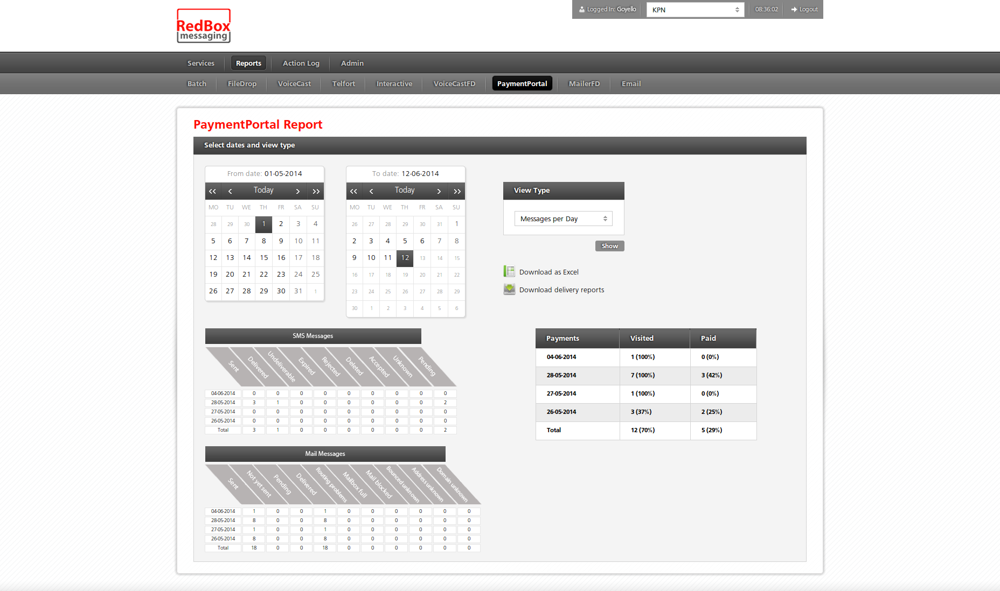 RedBox
messaging
Logged In: Goyello
KPN
08:36:02
Logout
Services Reports Action Log Admin
Batch FileDrop VoiceCast Telfort Interactive VoiceCastFD PaymentPortal MailerFD Email
PaymentPortal Report
Select dates and view type
From date: 01-05-2014
<< < Today > >>
MO TU WE TH FR SA SU
28 29 30 1 2 3 4
5 6 7 8 9 10 11
12 13 14 15 16 17 18
19 20 21 22 23 24 25
26 27 28 29 30 31 1
To date: 12-06-2014
<< < Today > >>
MO TU WE TH FR SA SU
26 27 28 29 30 31 1
2 3 4 5 6 7 8
9 10 11 12 13 14 15
16 17 18 19 20 21 22
23 24 25 26 27 28 29
30 1 2 3 4 5 6
View Type
Messages per Day
Show
Download as Excel
Download delivery reports
SMS Messages
Sent Delivered Undeliverable Expired Rejected Deleted Accepted Unknown Pending
04-06-2014 0 0 0 0 0 0 0 0 0
28-05-2014 3 1 0 0 0 0 0 0 2
27-05-2014 0 0 0 0 0 0 0 0 0
26-05-2014 0 0 0 0 0 0 0 0 0
Total 3 1 0 0 0 0 0 0 2
Payments Visited Paid
04-06-2014 1 (100%) 0 (0%)
28-05-2014 7 (100%) 3 (42%)
27-05-2014 1 (100%) 0 (0%)
26-05-2014 3 (37%) 2 (25%)
Total 12 (70%) 5 (29%)
Mail Messages
Sent Not yet sent Pending Delivered Routing problems Mailbox full Mail blocked Bounced unknown Address unknown Domain unknown
04-06-2014 1 0 0 1 0 0 0 0 0 0
28-05-2014 8 0 0 8 0 0 0 0 0 0
27-05-2014 1 0 0 1 0 0 0 0 0 0
26-05-2014 8 0 0 8 0 0 0 0 0 0
Total 18 0 0 18 0 0 0 0 0 0